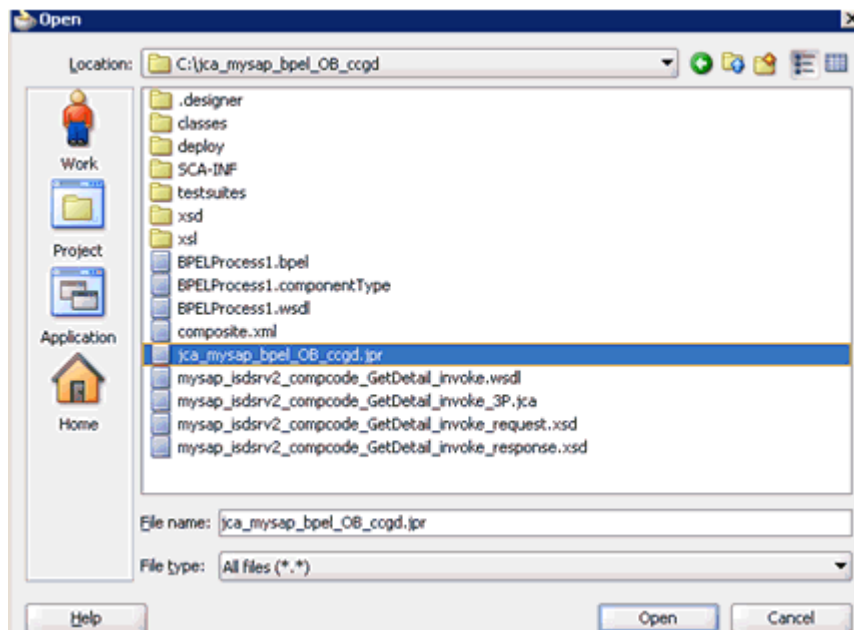 Open
Location: C:\jca_mysap_bpel_OB_ccgd
Work
Project
Application
Home
.designer
classes
deploy
SCA-INF
testsuites
xsd
xsl
BPELProcess1.bpel
BPELProcess1.componentType
BPELProcess1.wsdl
composite.xml
jca_mysap_bpel_OB_ccgd.jpr
mysap_isdsrv2_compcode_GetDetail_invoke.wsdl
mysap_isdsrv2_compcode_GetDetail_invoke_3P.jca
mysap_isdsrv2_compcode_GetDetail_invoke_request.xsd
mysap_isdsrv2_compcode_GetDetail_invoke_response.xsd
File name: jca_mysap_bpel_OB_ccgd.jpr
File type: All files (*.*)
Help Open Cancel